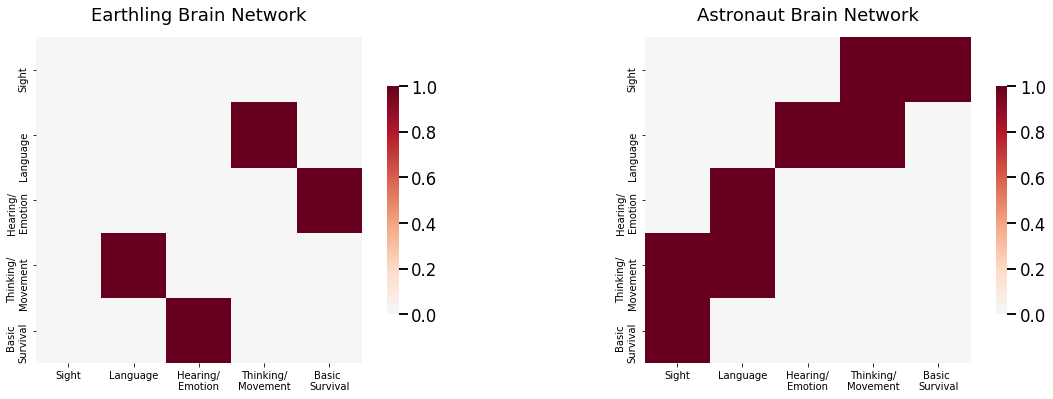 Earthling Brain Network
Sight
Language
Hearing/
Emotion
Thinking/
Movement
Basic
Survival
Sight
Language
Hearing/
Emotion
Thinking/
Movement
Basic
Survival
1.0
0.8
0.6
0.4
0.2
0.0
Astronaut Brain Network
Sight
Language
Hearing/
Emotion
Thinking/
Movement
Basic
Survival
Sight
Language
Hearing/
Emotion
Thinking/
Movement
Basic
Survival
1.0
0.8
0.6
0.4
0.2
0.0